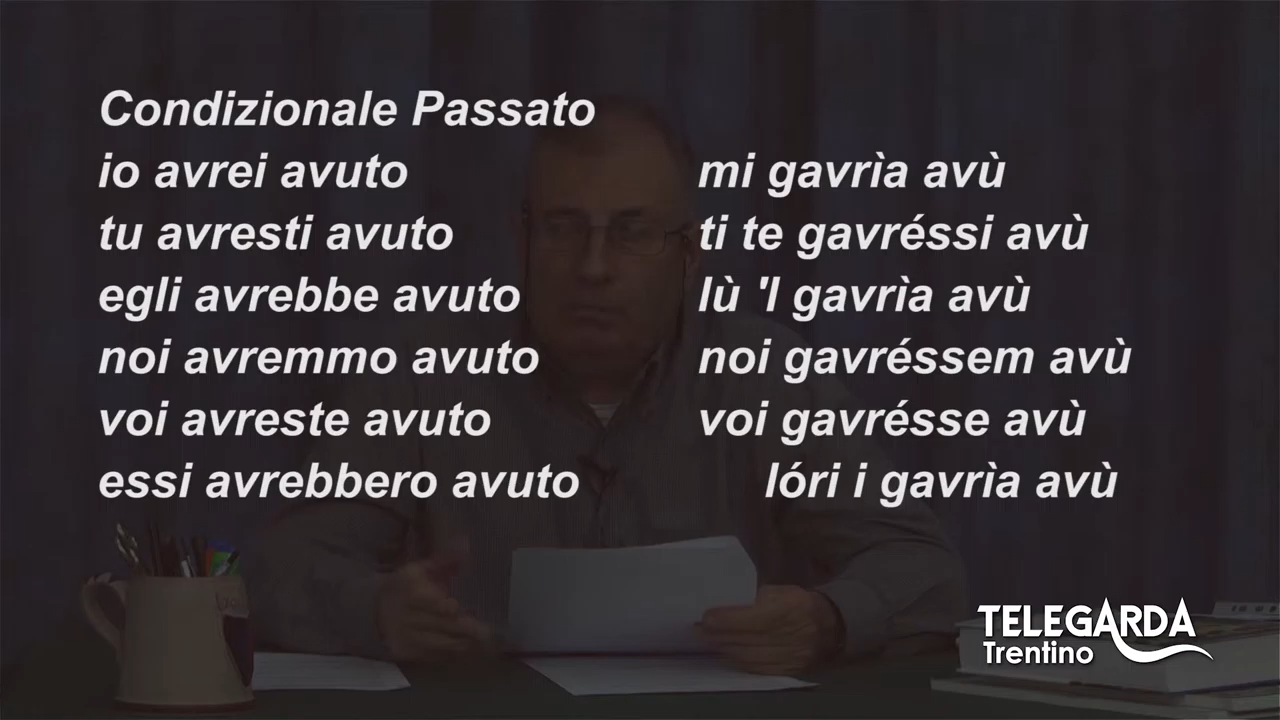 Condizionale Passato
io avrei avuto mi gavrìa avù
tu avresti avuto ti te gavréssi avù
egli avrebbe avuto lù 'l gavrìa avù
noi avremmo avuto noi gavréssem avù
voi avreste avuto voi gavrésse avù
essi avrebbero avuto lóri i gavrìa avù
TELEGARDA
Trentino